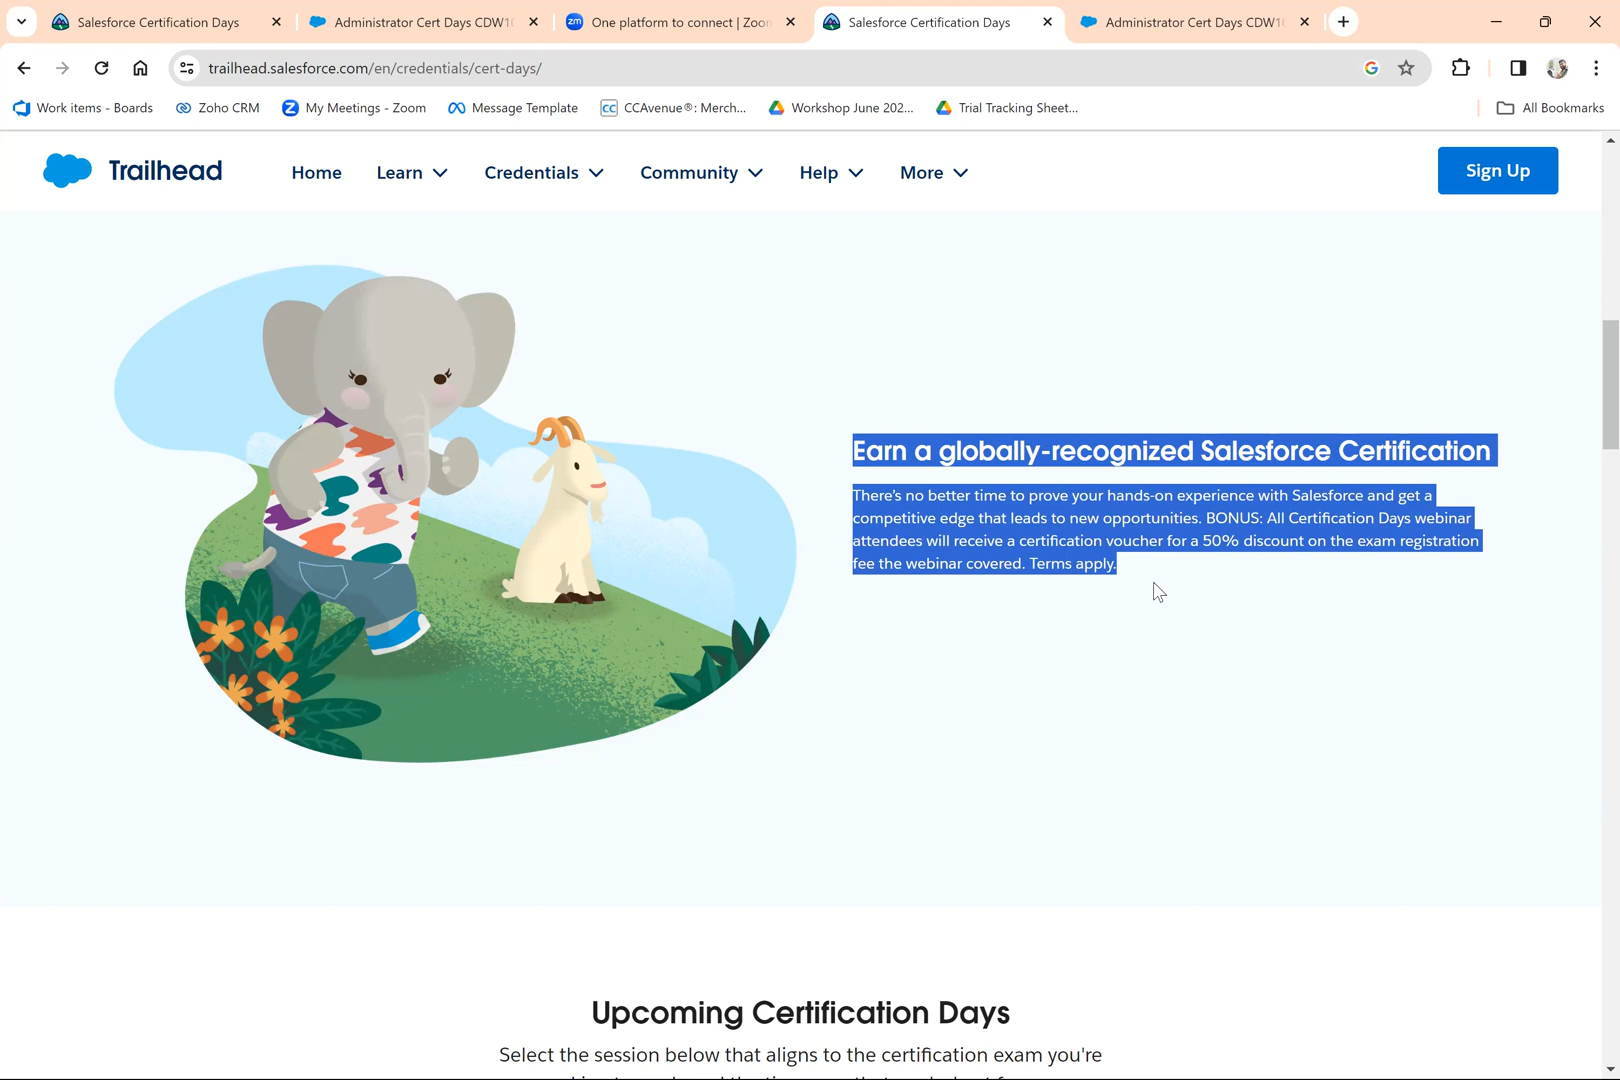 Salesforce Certification Days
Administrator Cert Days CDW1
One platform to connect | Zoom
Salesforce Certification Days
Administrator Cert Days CDW1
trailhead.salesforce.com/en/credentials/cert-days/
Work items - Boards
Zoho CRM
My Meetings - Zoom
Message Template
CCAvenue®: Merch...
Workshop June 202...
Trial Tracking Sheet...
All Bookmarks
Trailhead
Home
Learn
Credentials
Community
Help
More
Sign Up
Earn a globally-recognized Salesforce Certification
There's no better time to prove your hands-on experience with Salesforce and get a
competitive edge that leads to new opportunities. BONUS: All Certification Days webinar
attendees will receive a certification voucher for a 50% discount on the exam registration
fee the webinar covered. Terms apply.
Upcoming Certification Days
Select the session below that aligns to the certification exam you're